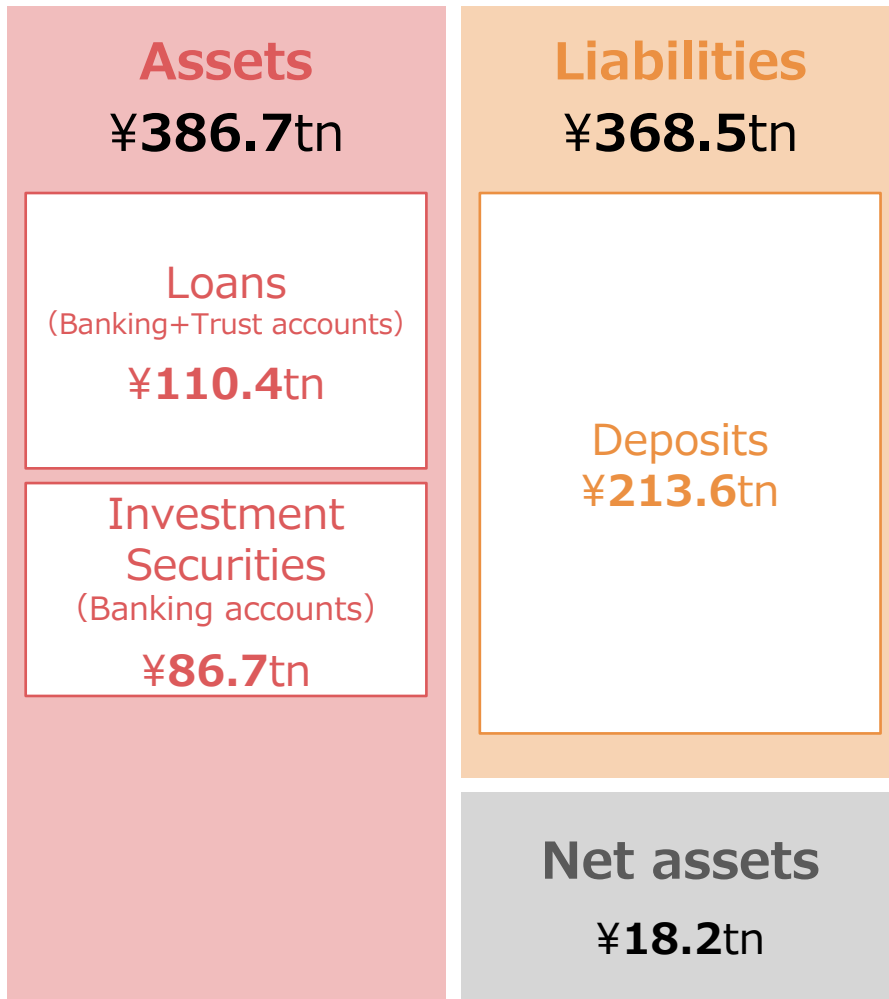 Assets
¥386.7tn
Loans
（Banking+Trust accounts）
¥110.4tn
Investment
Securities
（Banking accounts）
¥86.7tn
Liabilities
¥368.5tn
Deposits
¥213.6tn
Net assets
¥18.2tn